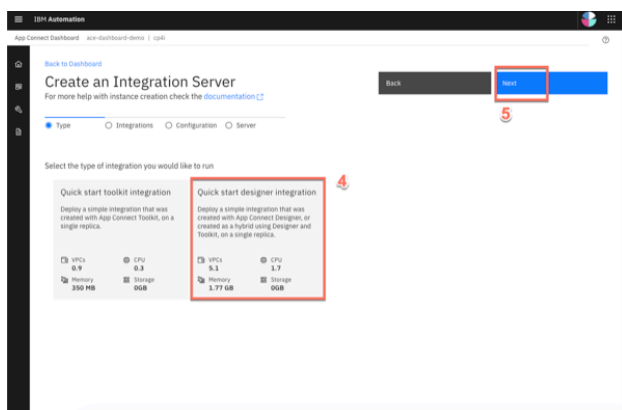 IBM Automation
App Connect Dashboard ace-dashboard-demo | cp4i
Back to Dashboard
Create an Integration Server
For more help with instance creation check the documentation
Back
Next
5
Type Integrations Configuration Server
Select the type of integration you would like to run
4
Quick start toolkit integration
Deploy a simple integration that was
created with App Connect Toolkit, on a
single replica.
VPCs CPU
0.9 0.3
Memory Storage
350 MB 0GB
Quick start designer integration
Deploy a simple integration that was
created with App Connect Designer, or
created as a hybrid using Designer and
Toolkit, on a single replica.
VPCs CPU
5.1 1.7
Memory Storage
1.77 GB 0GB